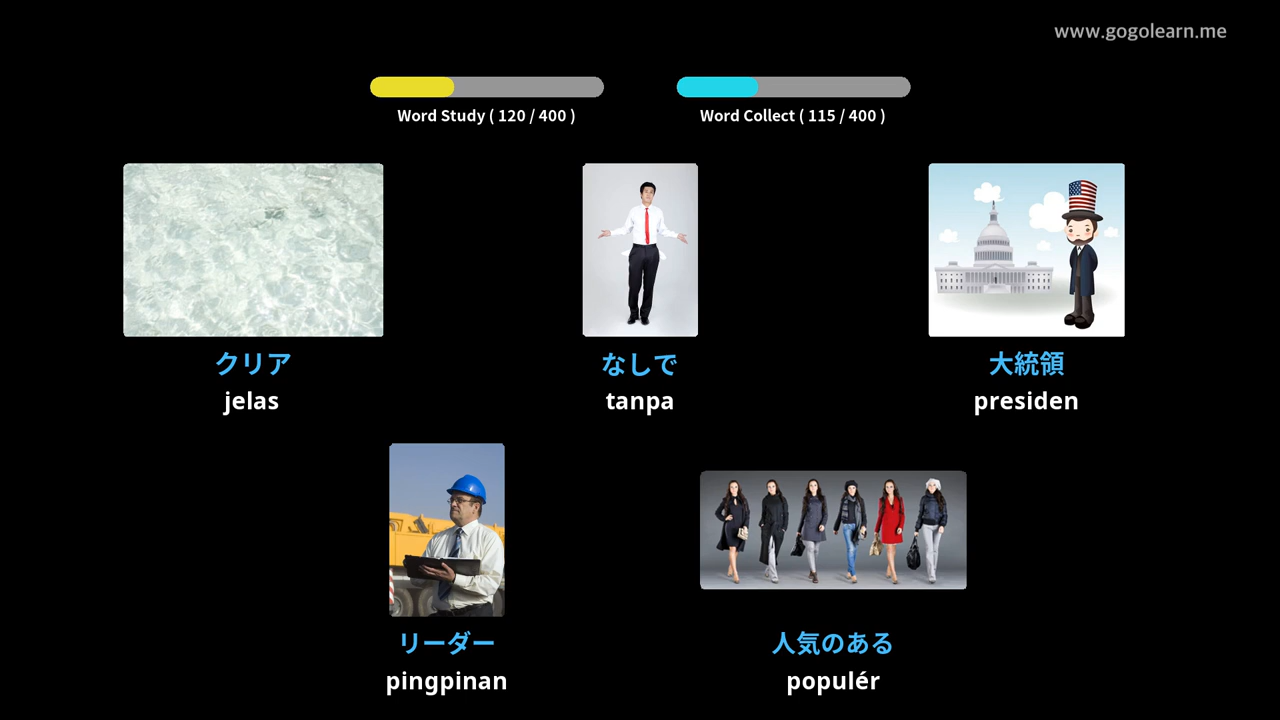 www.gogolearn.me
Word Study ( 120 / 400 )
Word Collect ( 115 / 400 )
クリア
jelas
なしで
tanpa
大統領
presiden
リーダー
pingpinan
人気のある
populér